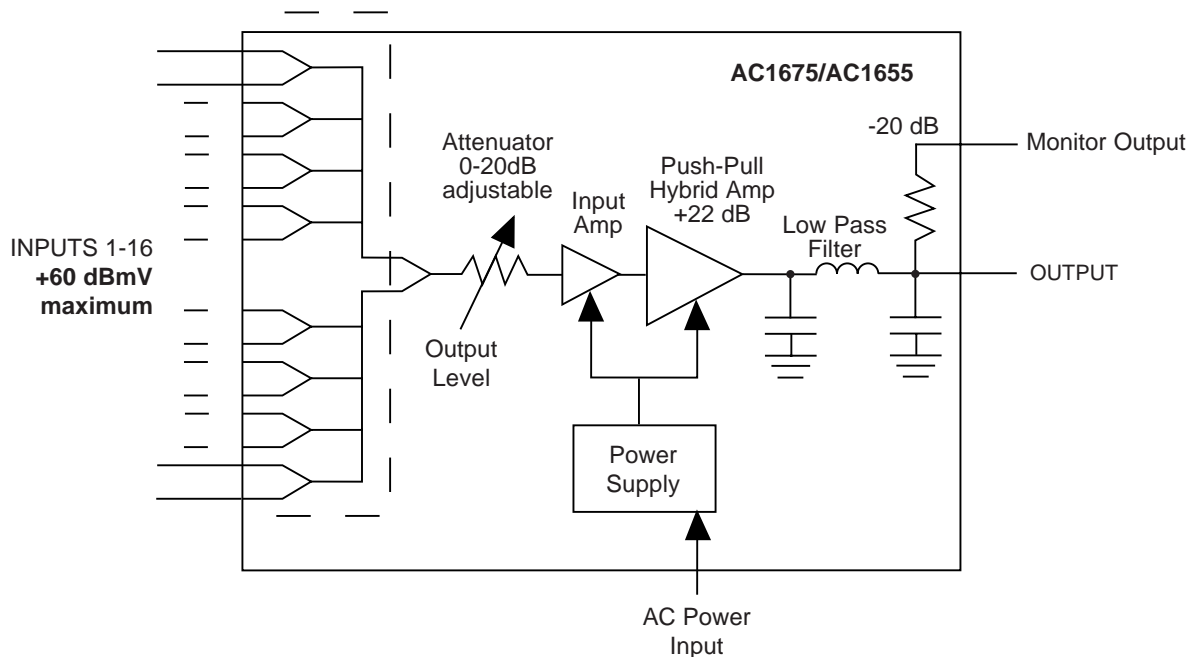 AC1675/AC1655
-20 dB
Monitor Output
Attenuator
0-20dB
adjustable
Push-Pull
Hybrid Amp
+22 dB
Input
Amp
Low Pass
Filter
INPUTS 1-16
+60 dBmV
maximum
OUTPUT
Output
Level
Power
Supply
AC Power
Input